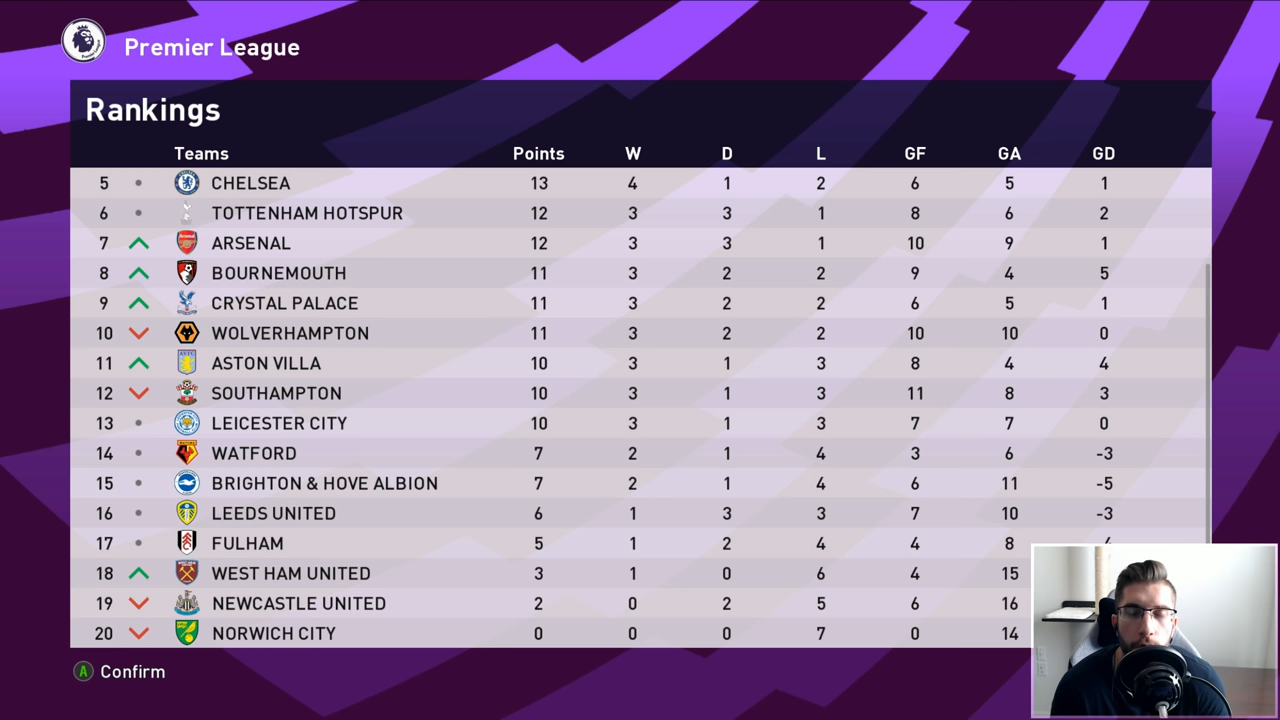 Premier League
Rankings
Teams Points W D L GF GA GD
5 CHELSEA 13 4 1 2 6 5 1
6 TOTTENHAM HOTSPUR 12 3 3 1 8 6 2
7 ARSENAL 12 3 3 1 10 9 1
8 BOURNEMOUTH 11 3 2 2 9 4 5
9 CRYSTAL PALACE 11 3 2 2 6 5 1
10 WOLVERHAMPTON 11 3 2 2 10 10 0
11 ASTON VILLA 10 3 1 3 8 4 4
12 SOUTHAMPTON 10 3 1 3 11 8 3
13 LEICESTER CITY 10 3 1 3 7 7 0
14 WATFORD 7 2 1 4 3 6 -3
15 BRIGHTON & HOVE ALBION 7 2 1 4 6 11 -5
16 LEEDS UNITED 6 1 3 3 7 10 -3
17 FULHAM 5 1 2 4 4 8
18 WEST HAM UNITED 3 1 0 6 4 15
19 NEWCASTLE UNITED 2 0 2 5 6 16
20 NORWICH CITY 0 0 0 7 0 14
A Confirm